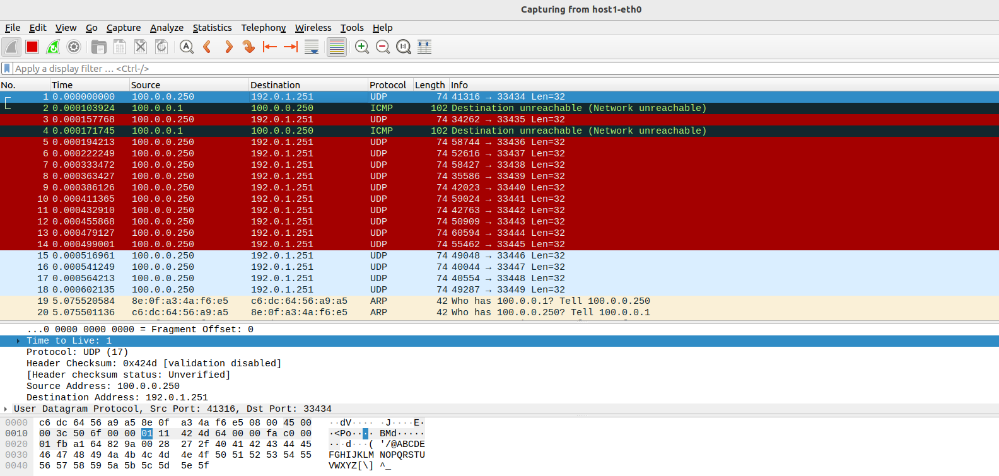 Capturing from host1-eth0
File Edit View Go Capture Analyze Statistics Telephony Wireless Tools Help
Apply a display filter … <Ctrl-/>
No. Time Source Destination Protocol Length Info
1 0.000000000 100.0.0.250 192.0.1.251 UDP 74 41316 → 33434 Len=32
2 0.000103924 100.0.0.1 100.0.0.250 ICMP 102 Destination unreachable (Network unreachable)
3 0.000157768 100.0.0.250 192.0.1.251 UDP 74 34262 → 33435 Len=32
4 0.000171745 100.0.0.1 100.0.0.250 ICMP 102 Destination unreachable (Network unreachable)
5 0.000194213 100.0.0.250 192.0.1.251 UDP 74 58744 → 33436 Len=32
6 0.000222249 100.0.0.250 192.0.1.251 UDP 74 52616 → 33437 Len=32
7 0.000333472 100.0.0.250 192.0.1.251 UDP 74 58427 → 33438 Len=32
8 0.000363427 100.0.0.250 192.0.1.251 UDP 74 35586 → 33439 Len=32
9 0.000386126 100.0.0.250 192.0.1.251 UDP 74 42023 → 33440 Len=32
10 0.000411365 100.0.0.250 192.0.1.251 UDP 74 59024 → 33441 Len=32
11 0.000432910 100.0.0.250 192.0.1.251 UDP 74 42763 → 33442 Len=32
12 0.000455868 100.0.0.250 192.0.1.251 UDP 74 50909 → 33443 Len=32
13 0.000479127 100.0.0.250 192.0.1.251 UDP 74 60594 → 33444 Len=32
14 0.000499001 100.0.0.250 192.0.1.251 UDP 74 55462 → 33445 Len=32
15 0.000516961 100.0.0.250 192.0.1.251 UDP 74 49048 → 33446 Len=32
16 0.000541249 100.0.0.250 192.0.1.251 UDP 74 40044 → 33447 Len=32
17 0.000564213 100.0.0.250 192.0.1.251 UDP 74 40554 → 33448 Len=32
18 0.000602135 100.0.0.250 192.0.1.251 UDP 74 49287 → 33449 Len=32
19 5.075520584 8e:0f:a3:4a:f6:e5 c6:dc:64:56:a9:a5 ARP 42 Who has 100.0.0.1? Tell 100.0.0.250
20 5.075501136 c6:dc:64:56:a9:a5 8e:0f:a3:4a:f6:e5 ARP 42 Who has 100.0.0.250? Tell 100.0.0.1
...0 0000 0000 0000 = Fragment Offset: 0
Time to Live: 1
Protocol: UDP (17)
Header Checksum: 0x424d [validation disabled]
[Header checksum status: Unverified]
Source Address: 100.0.0.250
Destination Address: 192.0.1.251
User Datagram Protocol, Src Port: 41316, Dst Port: 33434
0000 c6 dc 64 56 a9 a5 8e 0f a3 4a f6 e5 08 00 45 00 ··dV···· ·J····E·
0010 00 3c 50 6f 00 00 01 11 42 4d 64 00 00 fa c0 00 ·<Po···· BMd·····
0020 01 fb a1 64 82 9a 00 28 27 2f 40 41 42 43 44 45 ···d···( '/@ABCDE
0030 46 47 48 49 4a 4b 4c 4d 4e 4f 50 51 52 53 54 55 FGHIJKLM NOPQRSTU
0040 56 57 58 59 5a 5b 5c 5d 5e 5f VWXYZ[\] ^_